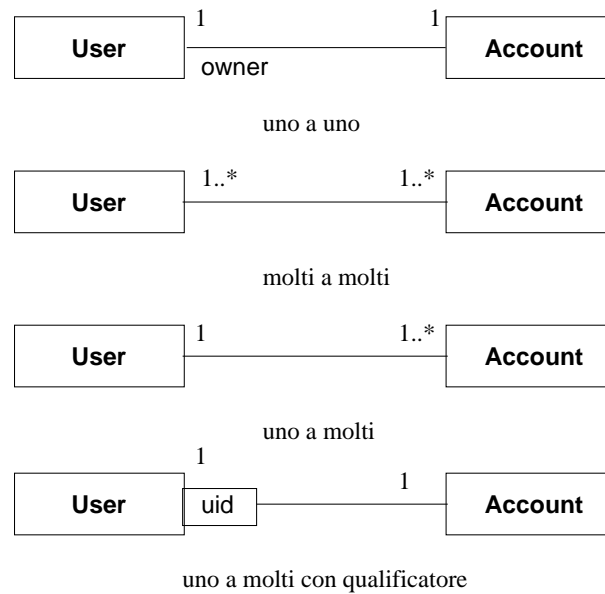 1 1
User Account
owner
uno a uno
1..* 1..*
User Account
molti a molti
1 1..*
User Account
uno a molti
1
1
User uid Account
uno a molti con qualificatore